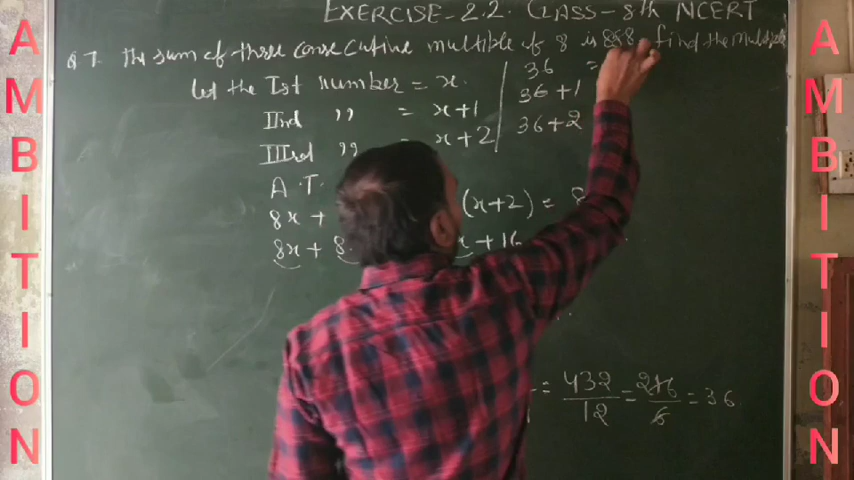 EXERCISE-2.2. CLASS-8th NCERT
Q 7. The sum of three consecutive multiple of 8 is 888. find the multiples
let the Ist number = x.
IInd " = x+1
IIIrd " = x+2
36 =
36+1
36+2
A.T.
8x + (x+2) = 8
8x + 8 x + 16
= 432/12 = 216/6 = 36
AMBITION
AMBITION